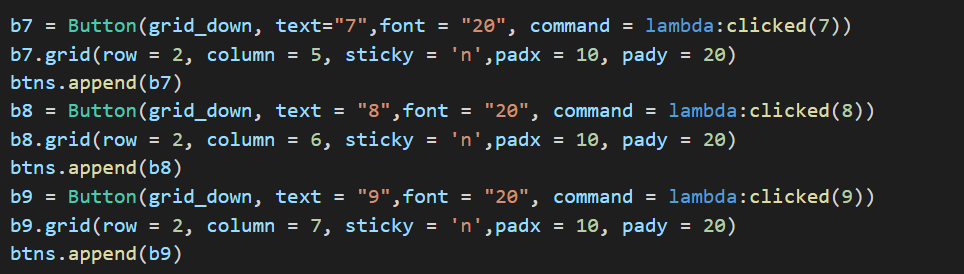 b7 = Button(grid_down, text="7",font = "20", command = lambda:clicked(7))
b7.grid(row = 2, column = 5, sticky = 'n',padx = 10, pady = 20)
btns.append(b7)
b8 = Button(grid_down, text = "8",font = "20", command = lambda:clicked(8))
b8.grid(row = 2, column = 6, sticky = 'n',padx = 10, pady = 20)
btns.append(b8)
b9 = Button(grid_down, text = "9",font = "20", command = lambda:clicked(9))
b9.grid(row = 2, column = 7, sticky = 'n',padx = 10, pady = 20)
btns.append(b9)